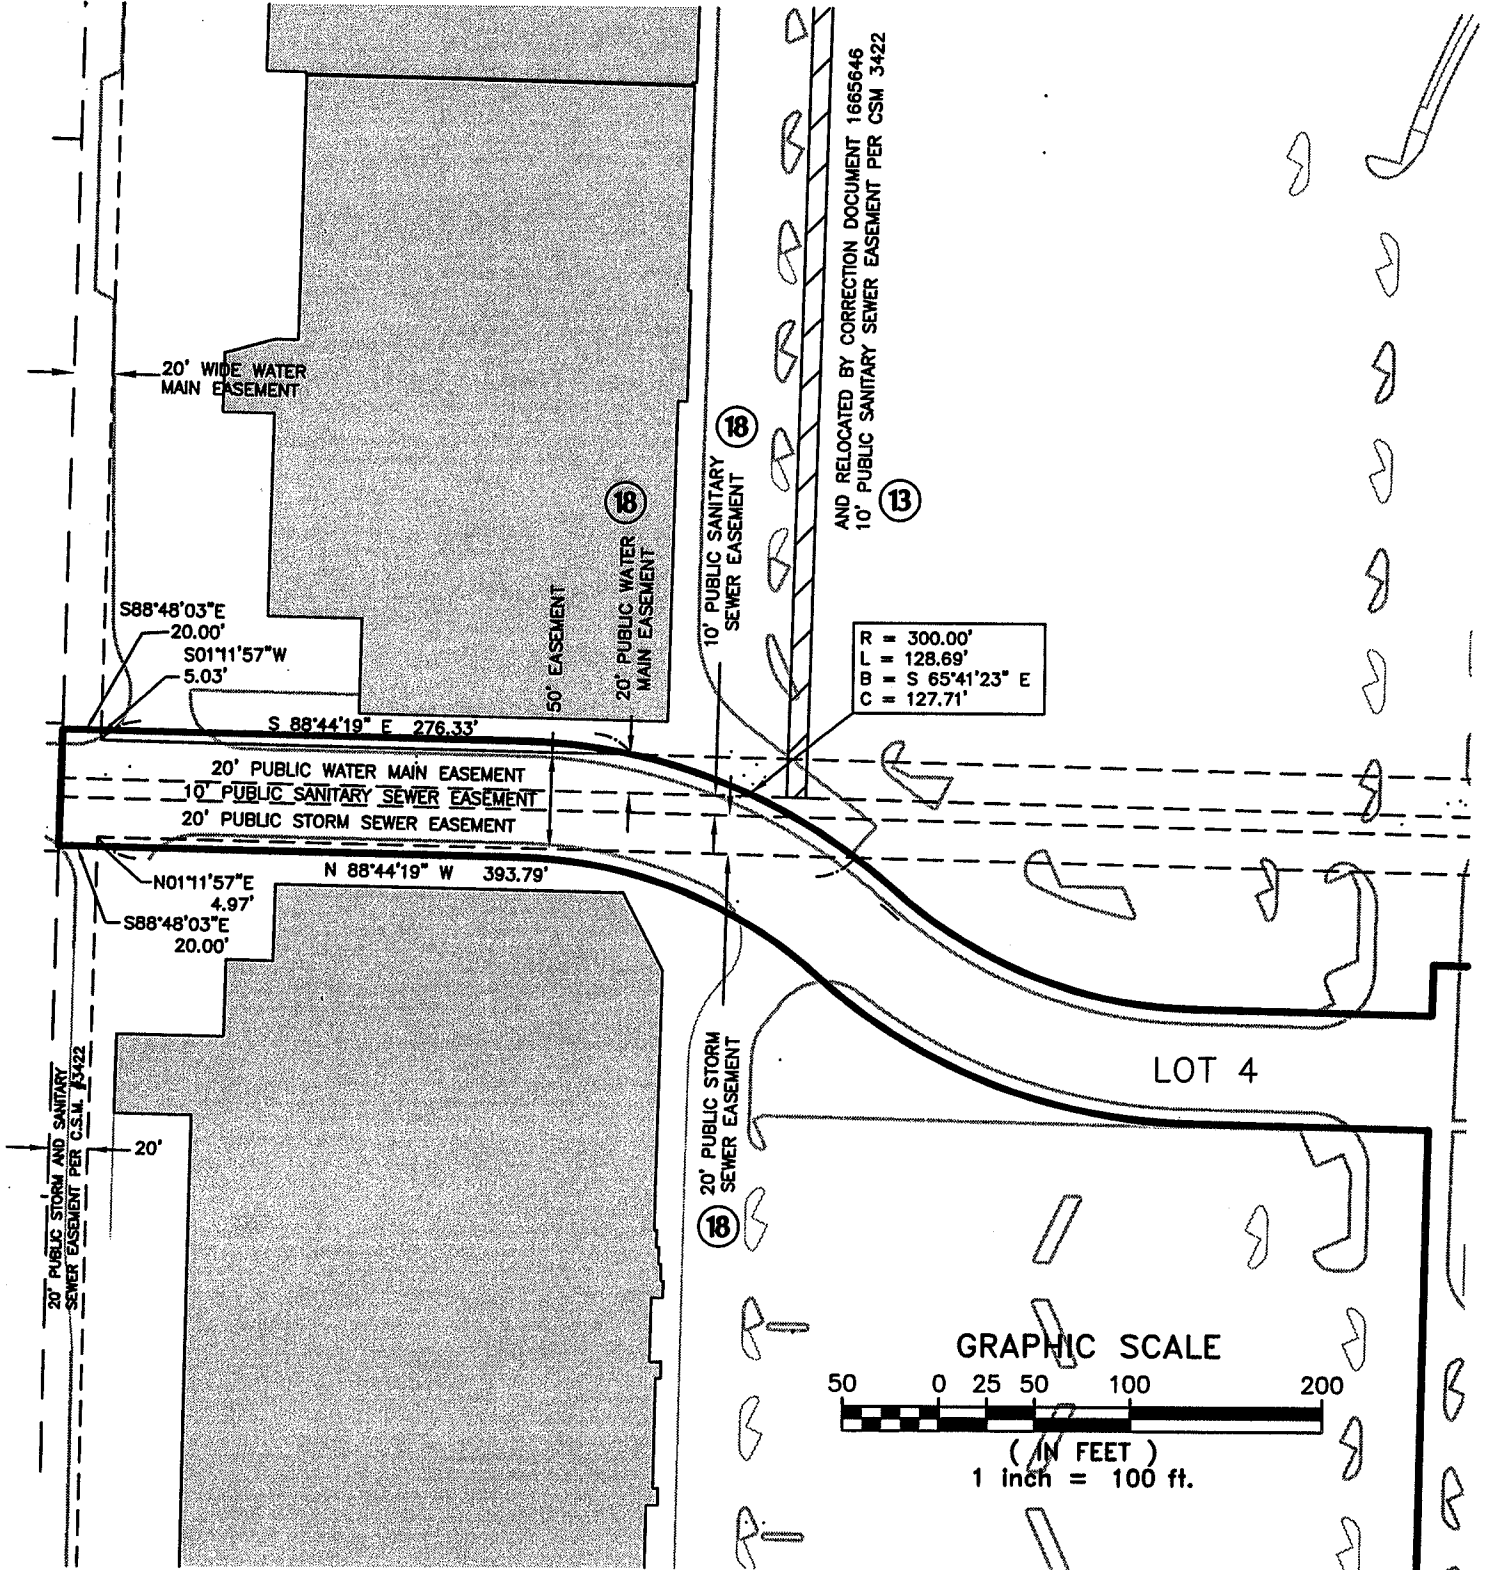 AND RELOCATED BY CORRECTION DOCUMENT 1665646
10' PUBLIC SANITARY SEWER EASEMENT PER CSM 3422
13
20' WIDE WATER
MAIN EASEMENT
18
10' PUBLIC SANITARY
SEWER EASEMENT
18
20' PUBLIC WATER
MAIN EASEMENT
50' EASEMENT
S88°48'03"E
20.00'
S01°11'57"W
5.03'
R = 300.00'
L = 128.69'
B = S 65°41'23" E
C = 127.71'
S 88°44'19" E 276.33'
20' PUBLIC WATER MAIN EASEMENT
10' PUBLIC SANITARY SEWER EASEMENT
20' PUBLIC STORM SEWER EASEMENT
N 88°44'19" W 393.79'
N01°11'57"E
4.97'
S88°48'03"E
20.00'
20' PUBLIC STORM AND SANITARY
SEWER EASEMENT PER C.S.M. #3422
20'
20' PUBLIC STORM
SEWER EASEMENT
18
LOT 4
GRAPHIC SCALE
50 0 25 50 100 200
( IN FEET )
1 inch = 100 ft.